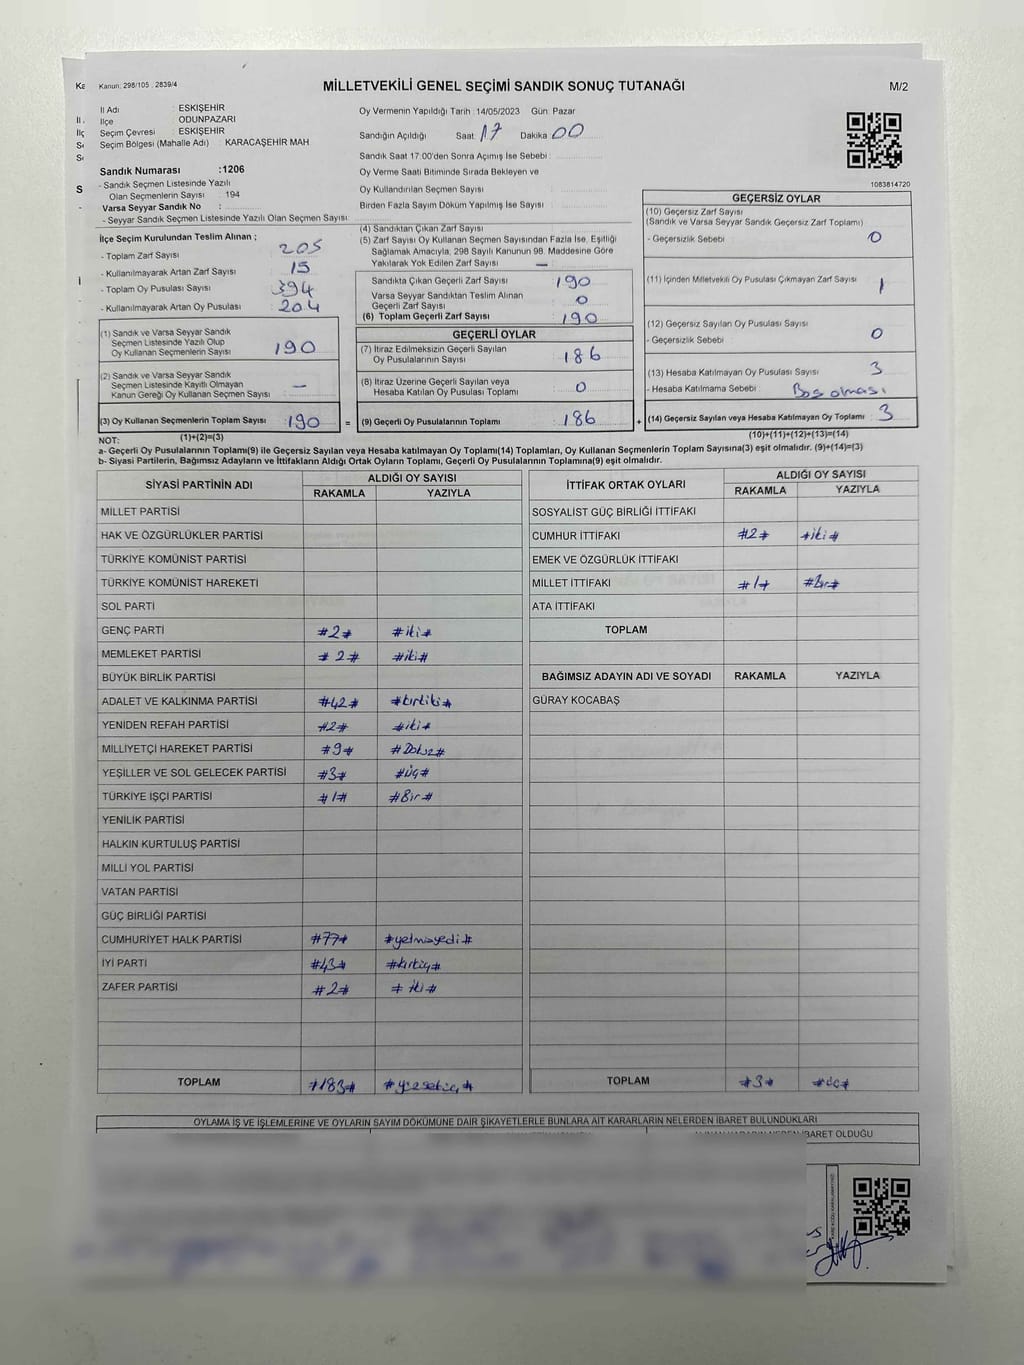 Kanun: 298/105 : 2839/4
MİLLETVEKİLİ GENEL SEÇİMİ SANDIK SONUÇ TUTANAĞI
M/2
İl Adı : ESKİŞEHİR
İlçe : ODUNPAZARI
Seçim Çevresi : ESKİŞEHİR
Seçim Bölgesi (Mahalle Adı) : KARACAŞEHİR MAH
Oy Vermenin Yapıldığı Tarih : 14/05/2023 Gün: Pazar
Sandığın Açıldığı Saat 17 Dakika 00
Sandık Saat 17:00'den Sonra Açımış İse Sebebi :
Oy Verme Saati Bitiminde Sırada Bekleyen ve
Oy Kullandırılan Seçmen Sayısı :
Birden Fazla Sayım Döküm Yapılmış İse Sayısı :
1083814720
Sandık Numarası :1206
- Sandık Seçmen Listesinde Yazılı
Olan Seçmenlerin Sayısı : 194
Varsa Seyyar Sandık No :
- Seyyar Sandık Seçmen Listesinde Yazılı Olan Seçmen Sayısı:
İlçe Seçim Kurulundan Teslim Alınan ;
- Toplam Zarf Sayısı : 205
- Kullanılmayarak Artan Zarf Sayısı : 15
- Toplam Oy Pusulası Sayısı : 394
- Kullanılmayarak Artan Oy Pusulası : 204
(1) Sandık ve Varsa Seyyar Sandık
Seçmen Listesinde Yazılı Olup
Oy Kullanan Seçmenlerin Sayısı : 190
(2) Sandık ve Varsa Seyyar Sandık
Seçmen Listesinde Kayıtlı Olmayan
Kanun Gereği Oy Kullanan Seçmen Sayısı : —
(3) Oy Kullanan Seçmenlerin Toplam Sayısı : 190 =
(1)+(2)=(3)
(4) Sandıktan Çıkan Zarf Sayısı :
(5) Zarf Sayısı Oy Kullanan Seçmen Sayısından Fazla İse, Eşitliği
Sağlamak Amacıyla, 298 Sayılı Kanunun 98. Maddesine Göre
Yakılarak Yok Edilen Zarf Sayısı : —
Sandıkta Çıkan Geçerli Zarf Sayısı : 190
Varsa Seyyar Sandıktan Teslim Alınan
Geçerli Zarf Sayısı : 0
(6) Toplam Geçerli Zarf Sayısı : 190
GEÇERLİ OYLAR
(7) İtiraz Edilmeksizin Geçerli Sayılan
Oy Pusulalarının Sayısı : 186
(8) İtiraz Üzerine Geçerli Sayılan veya
Hesaba Katılan Oy Pusulası Toplamı : 0
(9) Geçerli Oy Pusulalarının Toplamı : 186 +
GEÇERSİZ OYLAR
(10) Geçersiz Zarf Sayısı :
(Sandık ve Varsa Seyyar Sandık Geçersiz Zarf Toplamı)
- Geçersizlik Sebebi : 0
(11) İçinden Milletvekili Oy Pusulası Çıkmayan Zarf Sayısı : 1
(12) Geçersiz Sayılan Oy Pusulası Sayısı :
- Geçersizlik Sebebi : 0
(13) Hesaba Katılmayan Oy Pusulası Sayısı : 3
- Hesaba Katılmama Sebebi : Boş olması
(14) Geçersiz Sayılan veya Hesaba Katılmayan Oy Toplamı : 3
(10)+(11)+(12)+(13)=(14)
NOT:
a- Geçerli Oy Pusulalarının Toplamı(9) ile Geçersiz Sayılan veya Hesaba katılmayan Oy Toplamı(14) Toplamları, Oy Kullanan Seçmenlerin Toplam Sayısına(3) eşit olmalıdır. (9)+(14)=(3)
b- Siyasi Partilerin, Bağımsız Adayların ve İttifakların Aldığı Ortak Oyların Toplamı, Geçerli Oy Pusulalarının Toplamına(9) eşit olmalıdır.
SİYASİ PARTİNİN ADI ALDIĞI OY SAYISI
RAKAMLA YAZIYLA
MİLLET PARTİSİ
HAK VE ÖZGÜRLÜKLER PARTİSİ
TÜRKİYE KOMÜNİST PARTİSİ
TÜRKİYE KOMÜNİST HAREKETİ
SOL PARTİ
GENÇ PARTİ #2# #iki#
MEMLEKET PARTİSİ #2# #iki#
BÜYÜK BİRLİK PARTİSİ
ADALET VE KALKINMA PARTİSİ #42# #kırkiki#
YENİDEN REFAH PARTİSİ #2# #iki#
MİLLİYETÇİ HAREKET PARTİSİ #9# #Dokuz#
YEŞİLLER VE SOL GELECEK PARTİSİ #3# #üç#
TÜRKİYE İŞÇİ PARTİSİ #1# #Bir#
YENİLİK PARTİSİ
HALKIN KURTULUŞ PARTİSİ
MİLLİ YOL PARTİSİ
VATAN PARTİSİ
GÜÇ BİRLİĞİ PARTİSİ
CUMHURİYET HALK PARTİSİ #77# #yetmişyedi#
İYİ PARTİ #43# #kırküç#
ZAFER PARTİSİ #2# #iki#
TOPLAM #183#
İTTİFAK ORTAK OYLARI ALDIĞI OY SAYISI
RAKAMLA YAZIYLA
SOSYALİST GÜÇ BİRLİĞİ İTTİFAKI
CUMHUR İTTİFAKI #2# #iki#
EMEK VE ÖZGÜRLÜK İTTİFAKI
MİLLET İTTİFAKI #1# #Bir#
ATA İTTİFAKI
TOPLAM
BAĞIMSIZ ADAYIN ADI VE SOYADI RAKAMLA YAZIYLA
GÜRAY KOCABAŞ
TOPLAM #3# #üç#
OYLAMA İŞ VE İŞLEMLERİNE VE OYLARIN SAYIM DÖKÜMÜNE DAİR ŞİKAYETLERLE BUNLARA AİT KARARLARIN NELERDEN İBARET BULUNDUKLARI
İBARET OLDUĞU